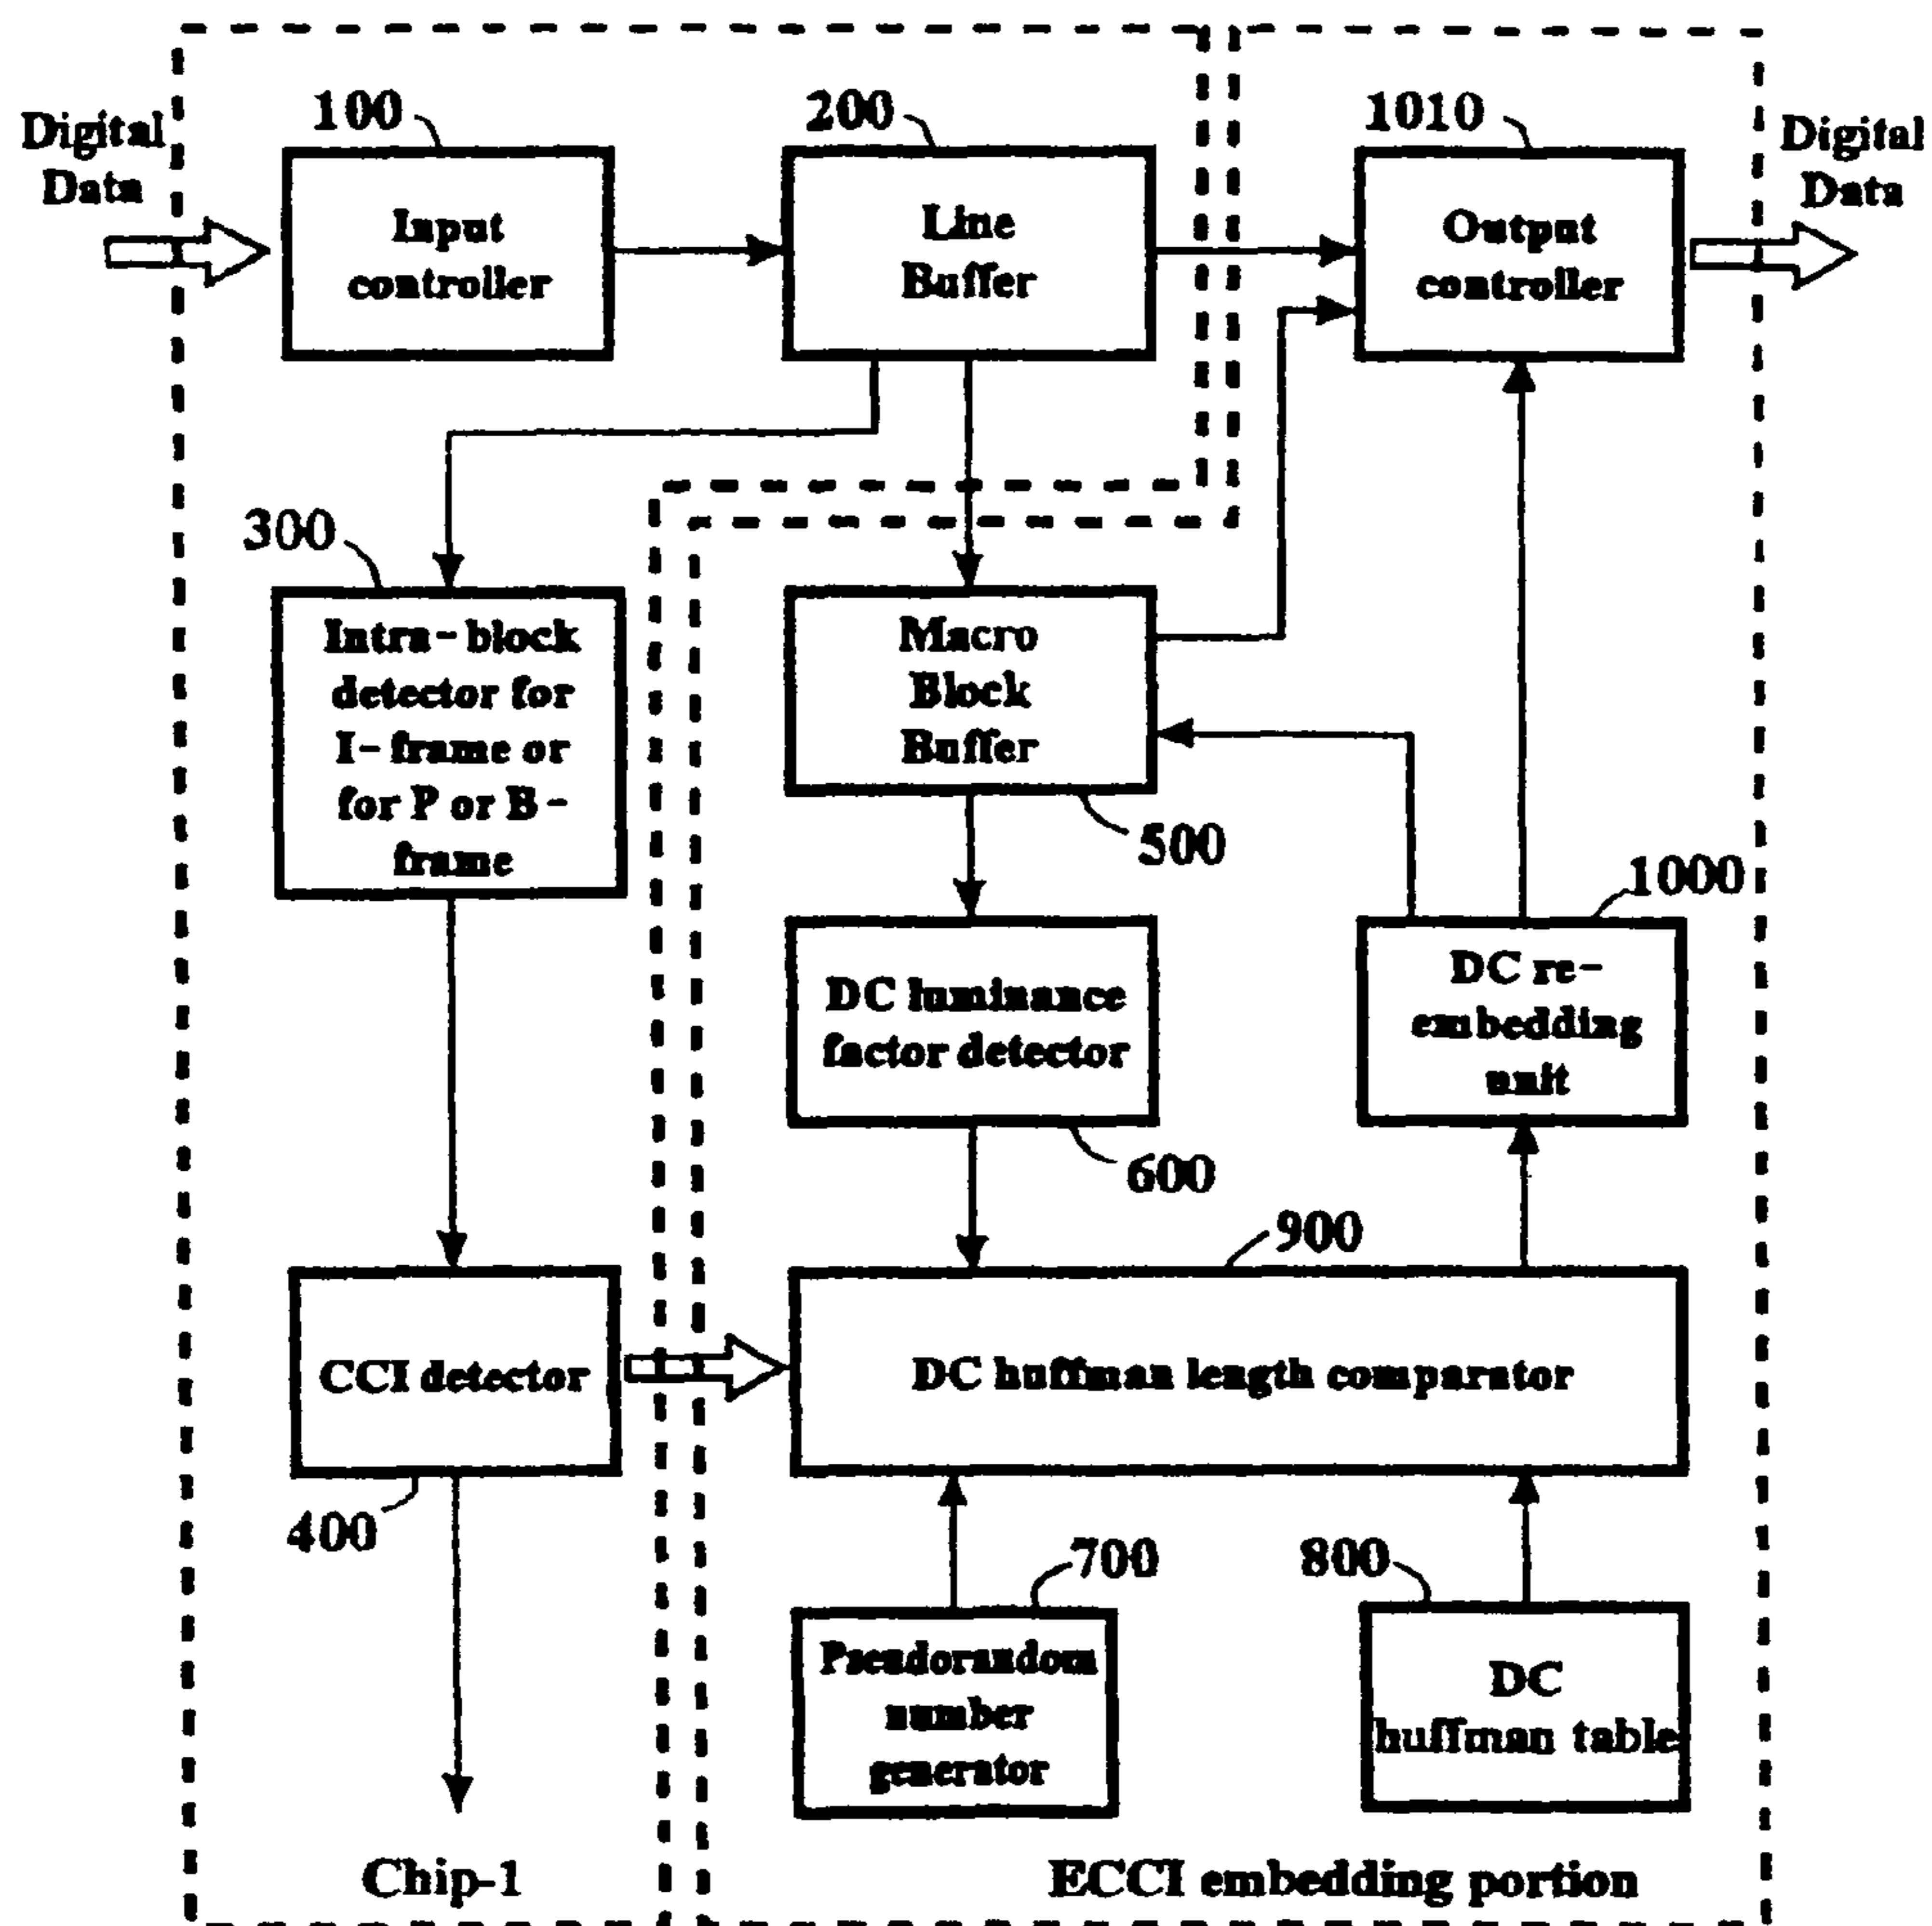 100
200
1010
Digital
Data
Digital
Data
Input
controller
Line
Buffer
Output
controller
300
Intra-block
detector for
I-frame or
for P or B-
frame
Macro
Block
Buffer
500
1000
DC luminance
factor detector
DC re-
embedding
unit
600
900
CCI detector
DC huffman length comparator
400
700
800
Pseudorandom
number
generator
DC
huffman table
Chip-1
ECCI embedding portion